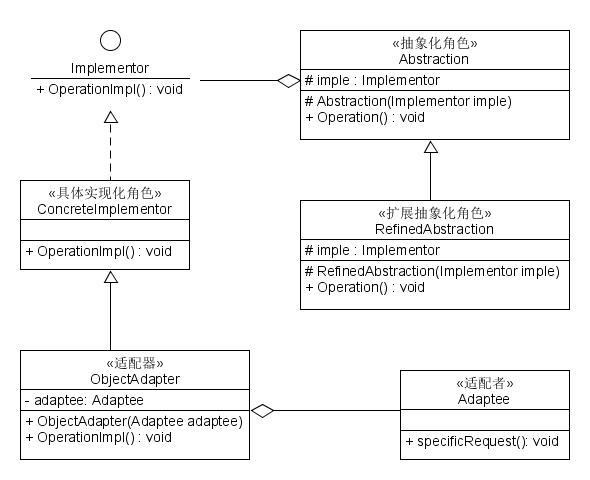 Implementor
+ OperationImpl() : void
«抽象化角色»
Abstraction
# imple : Implementor
# Abstraction(Implementor imple)
+ Operation() : void
«具体实现化角色»
ConcreteImplementor
+ OperationImpl() : void
«扩展抽象化角色»
RefinedAbstraction
# imple : Implementor
# RefinedAbstraction(Implementor imple)
+ Operation() : void
«适配器»
ObjectAdapter
- adaptee: Adaptee
+ ObjectAdapter(Adaptee adaptee)
+ OperationImpl() : void
«适配者»
Adaptee
+ specificRequest(): void